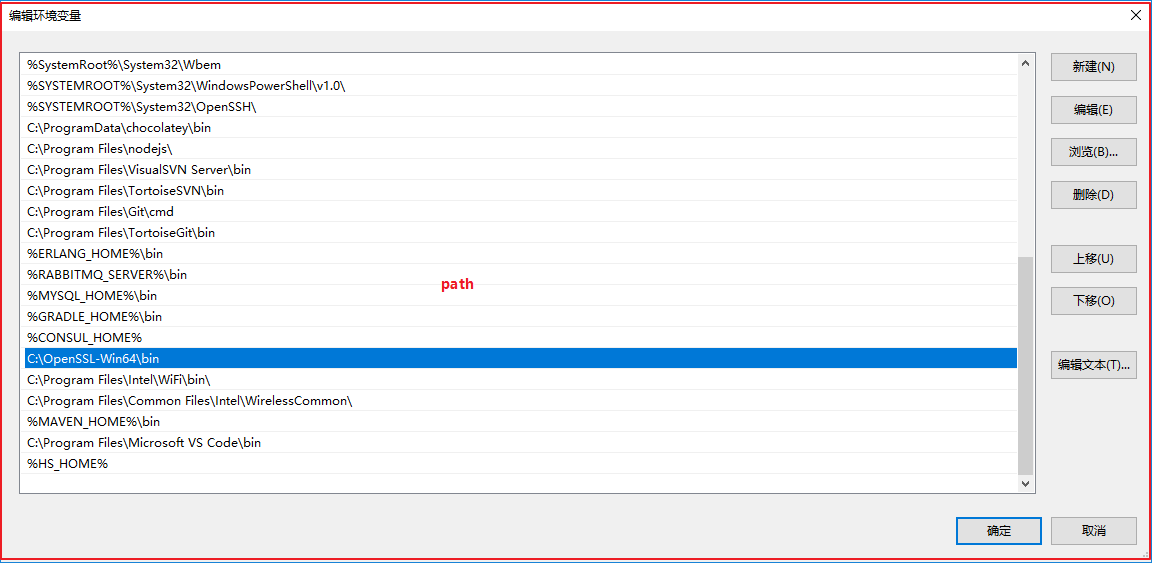 编辑环境变量
%SystemRoot%\System32\Wbem
%SYSTEMROOT%\System32\WindowsPowerShell\v1.0\
%SYSTEMROOT%\System32\OpenSSH\
C:\ProgramData\chocolatey\bin
C:\Program Files\nodejs\
C:\Program Files\VisualSVN Server\bin
C:\Program Files\TortoiseSVN\bin
C:\Program Files\Git\cmd
C:\Program Files\TortoiseGit\bin
%ERLANG_HOME%\bin
%RABBITMQ_SERVER%\bin
path
%MYSQL_HOME%\bin
%GRADLE_HOME%\bin
%CONSUL_HOME%
C:\OpenSSL-Win64\bin
C:\Program Files\Intel\WiFi\bin\
C:\Program Files\Common Files\Intel\WirelessCommon\
%MAVEN_HOME%\bin
C:\Program Files\Microsoft VS Code\bin
%HS_HOME%
新建(N)
编辑(E)
浏览(B)...
删除(D)
上移(U)
下移(O)
编辑文本(T)...
确定
取消